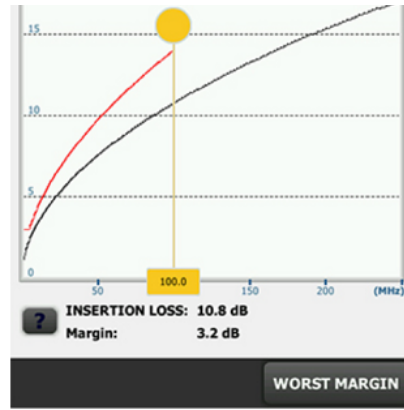 15
10
5
0
50 100.0 150 200 (MHz)
? INSERTION LOSS: 10.8 dB
Margin: 3.2 dB
WORST MARGIN